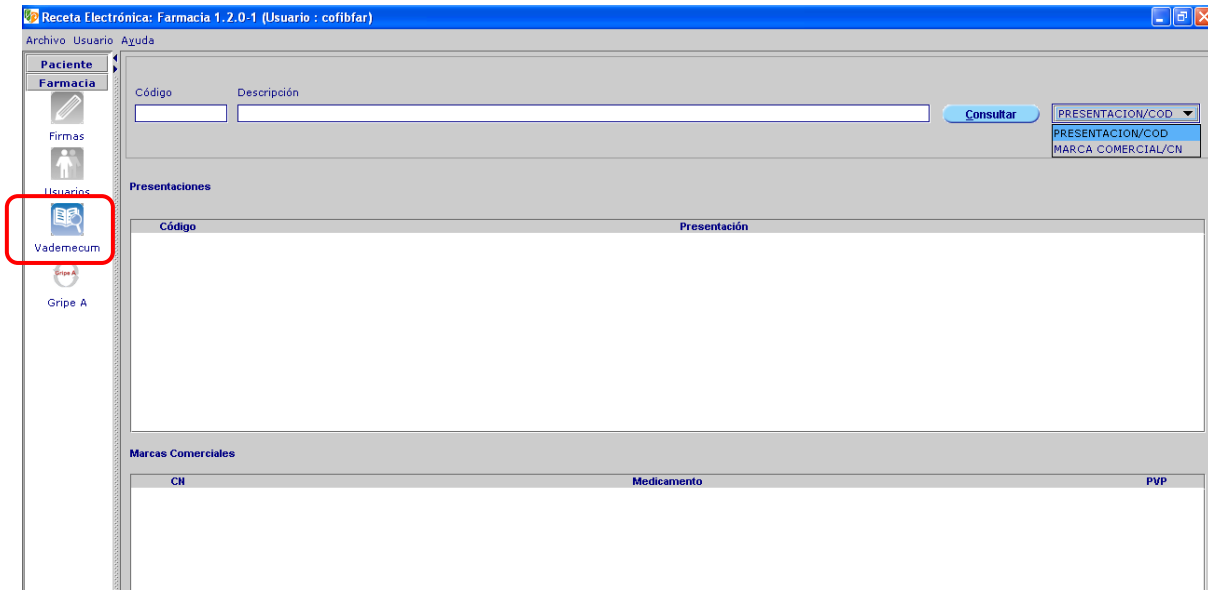 Receta Electrónica: Farmacia 1.2.0-1 (Usuario : cofibfar)
Archivo Usuario Ayuda
Paciente
Farmacia
Firmas
Usuarios
Vademecum
Gripe A
Gripe A
Código Descripción
Consultar PRESENTACION/COD
PRESENTACION/COD
MARCA COMERCIAL/CN
Presentaciones
Código Presentación
Marcas Comerciales
CN Medicamento PVP